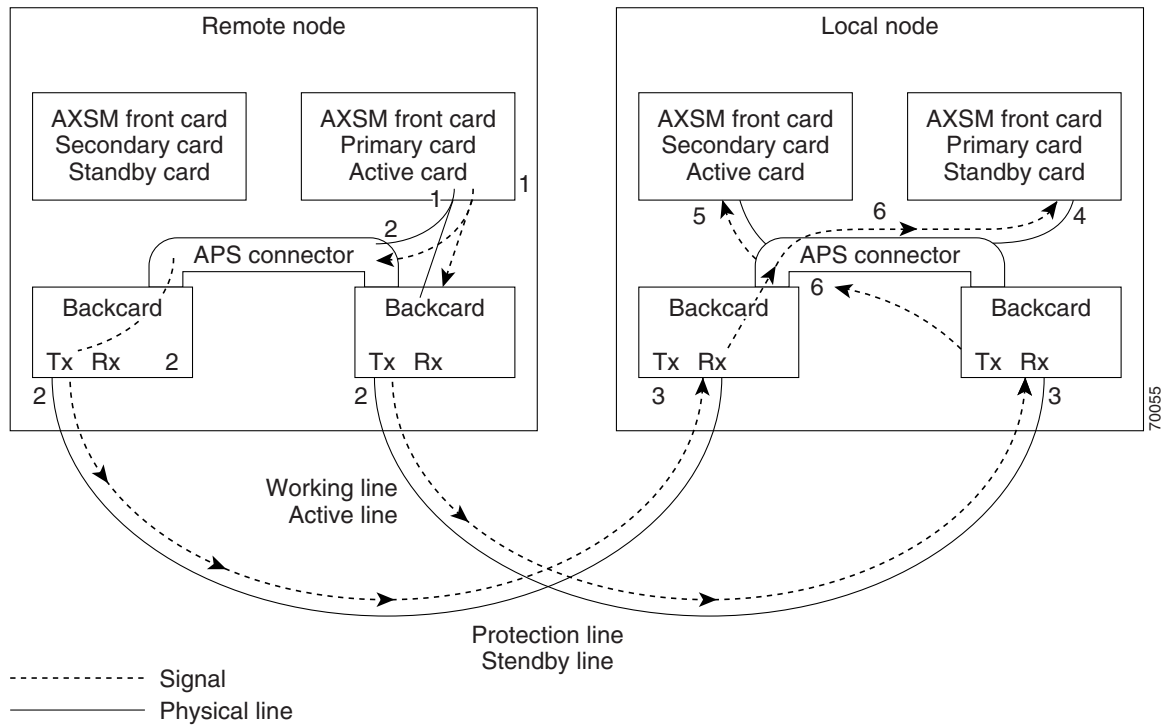 Remote node
Local node
AXSM front card
Secondary card
Standby card
AXSM front card
Primary card
Active card
AXSM front card
Secondary card
Active card
AXSM front card
Primary card
Standby card
1
1
2
5
6
4
APS connector
APS connector
6
Backcard
Backcard
Backcard
Backcard
Tx Rx 2
Tx Rx
Tx Rx
Tx Rx
2
2
3
3
70055
Working line
Active line
Protection line
Stendby line
Signal
Physical line